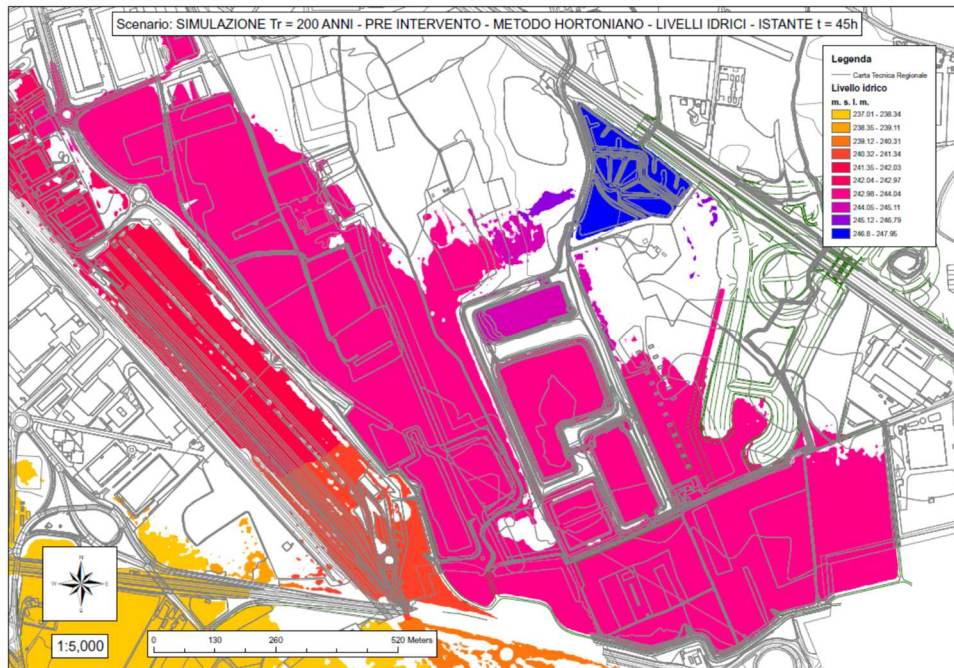 Scenario: SIMULAZIONE Tr = 200 ANNI - PRE INTERVENTO - METODO HORTONIANO - LIVELLI IDRICI - ISTANTE t = 45h
Legenda
Carta Tecnica Regionale
Livello idrico
m. s. l. m.
237.01 - 238.34
238.35 - 239.11
239.12 - 240.31
240.32 - 241.34
241.35 - 242.03
242.04 - 242.97
242.98 - 244.04
244.05 - 245.11
245.12 - 246.79
246.8 - 247.95
N
W E
S
1:5,000
0 130 260 520 Meters